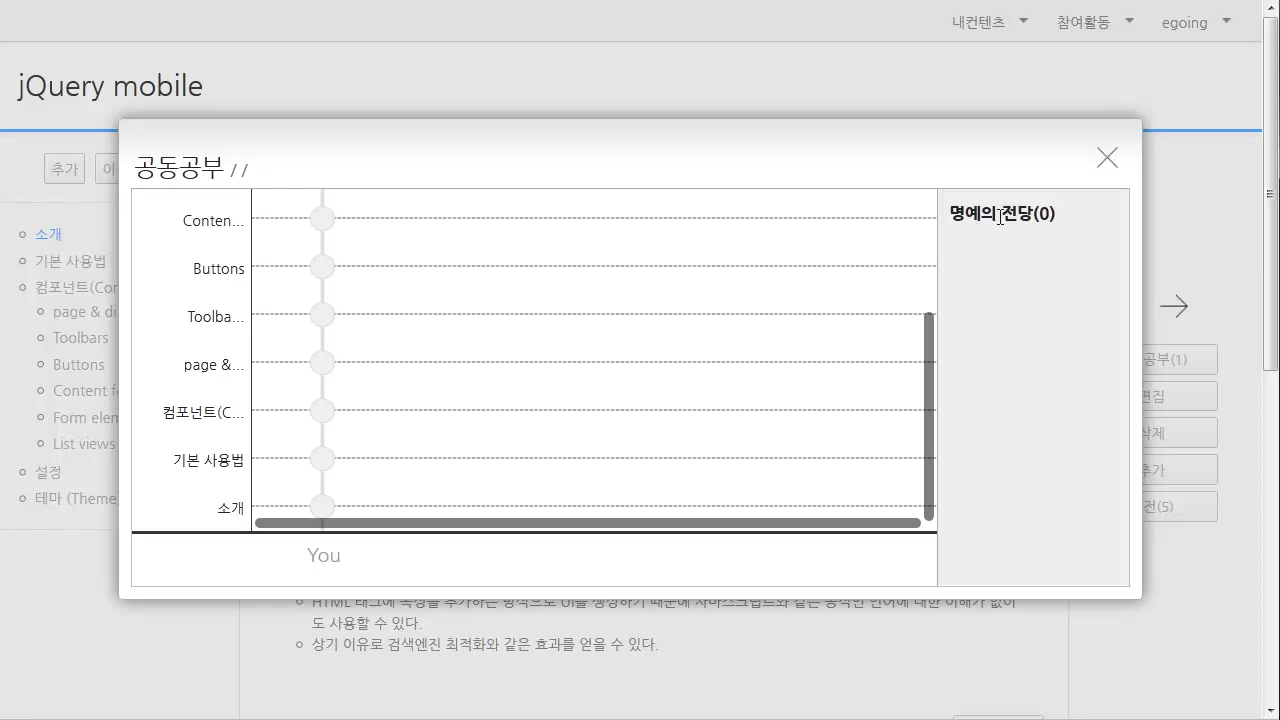 내컨텐츠
참여활동
egoing
jQuery mobile
추가
공동공부 / /
명예의 전당(0)
Conten...
Buttons
Toolba...
page &...
컴포넌트(C...
기본 사용법
소개
You
소개
기본 사용법
컴포넌트(Con
page & di
Toolbars
Buttons
Content f
Form elem
List views
설정
테마 (Theme,
공부(1)
편집
삭제
추가
전(5)
도 사용할 수 있다.
상기 이유로 검색엔진 최적화와 같은 효과를 얻을 수 있다.